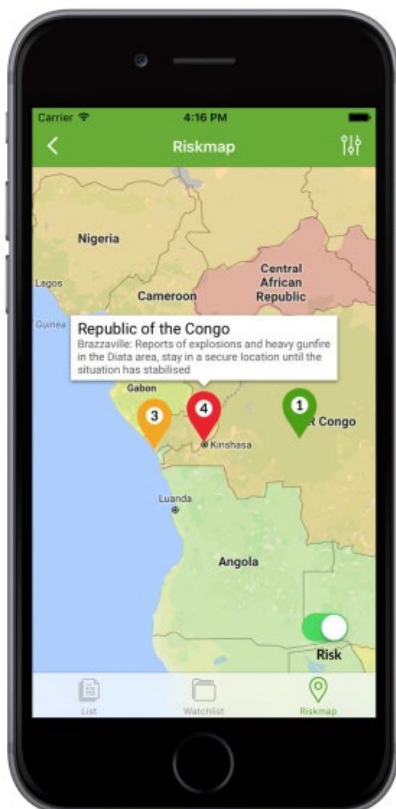 Carrier 4:16 PM
Riskmap
Nigeria
Central
African
Republic
Lagos
Cameroon
Guinea
Republic of the Congo
Brazzaville: Reports of explosions and heavy gunfire
in the Diata area, stay in a secure location until the
situation has stabilised
Gabon
3
4
1
R Congo
Kinshasa
Luanda
Angola
Risk
List
Watchlist
Riskmap